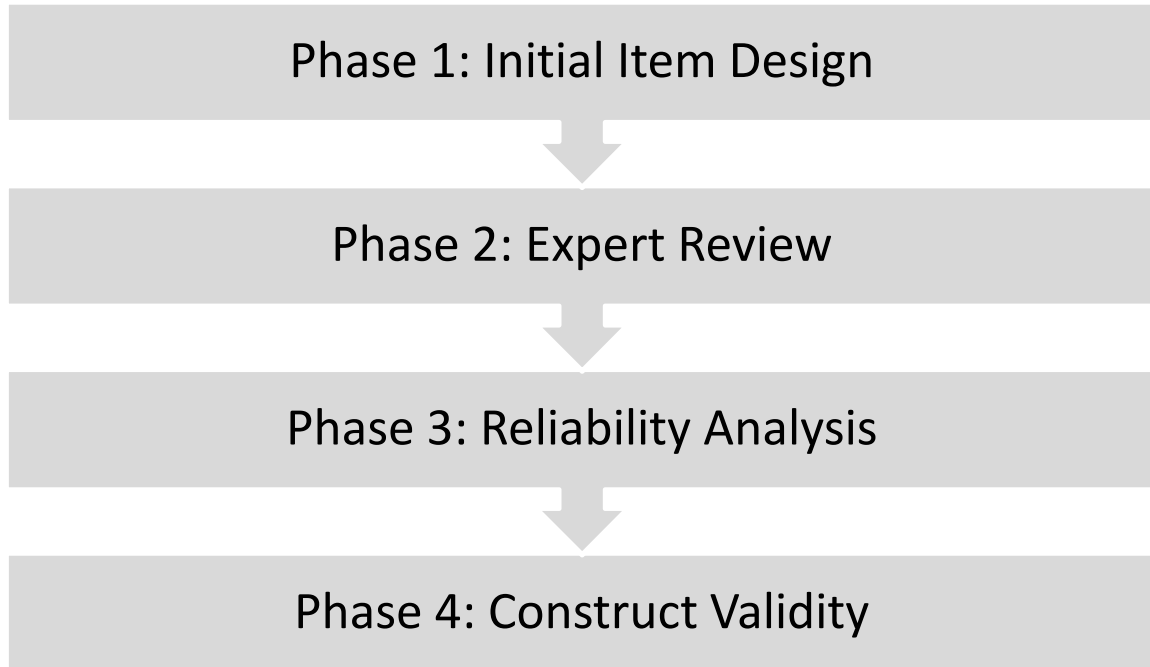 Phase 1: Initial Item Design
Phase 2: Expert Review
Phase 3: Reliability Analysis
Phase 4: Construct Validity